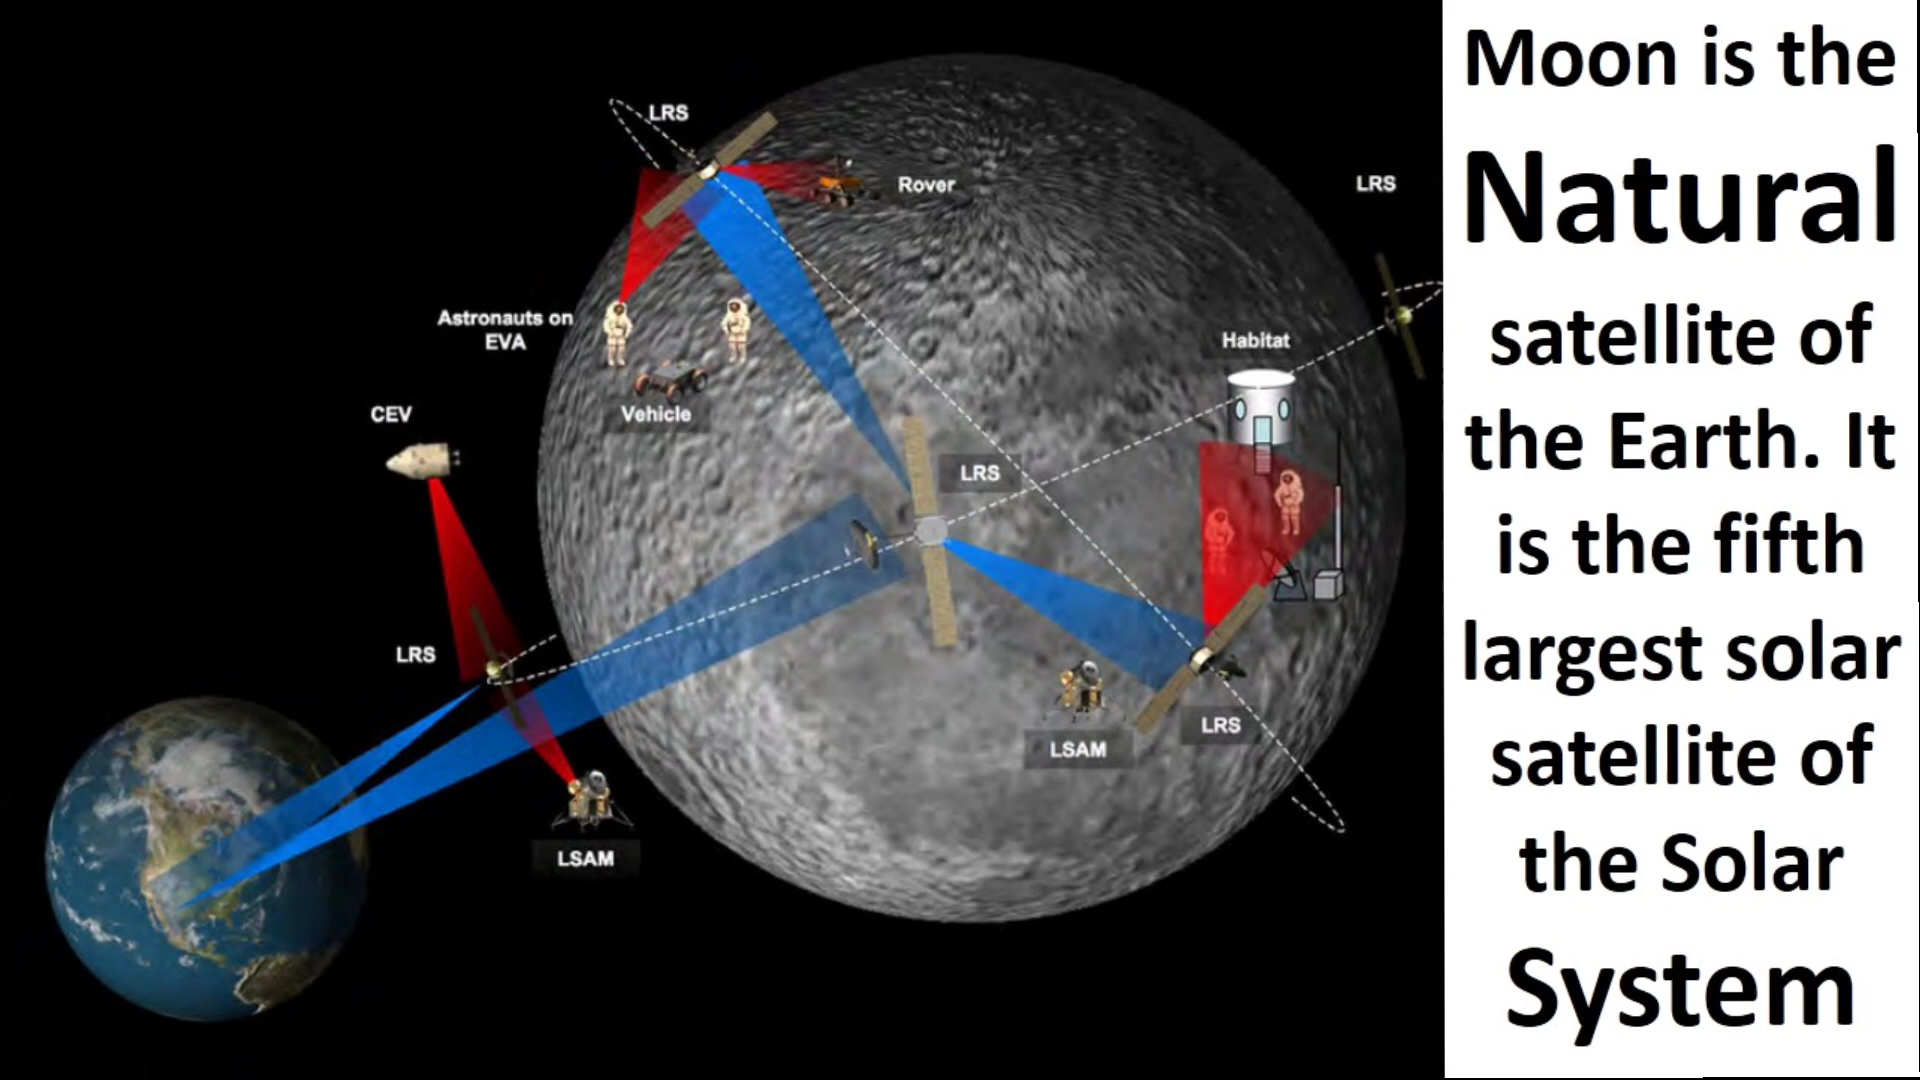 LRS
Rover
LRS
Astronauts on
EVA
Habitat
CEV
Vehicle
LRS
LRS
LRS
LSAM
LSAM
Moon is the
Natural
satellite of
the Earth. It
is the fifth
largest solar
satellite of
the Solar
System